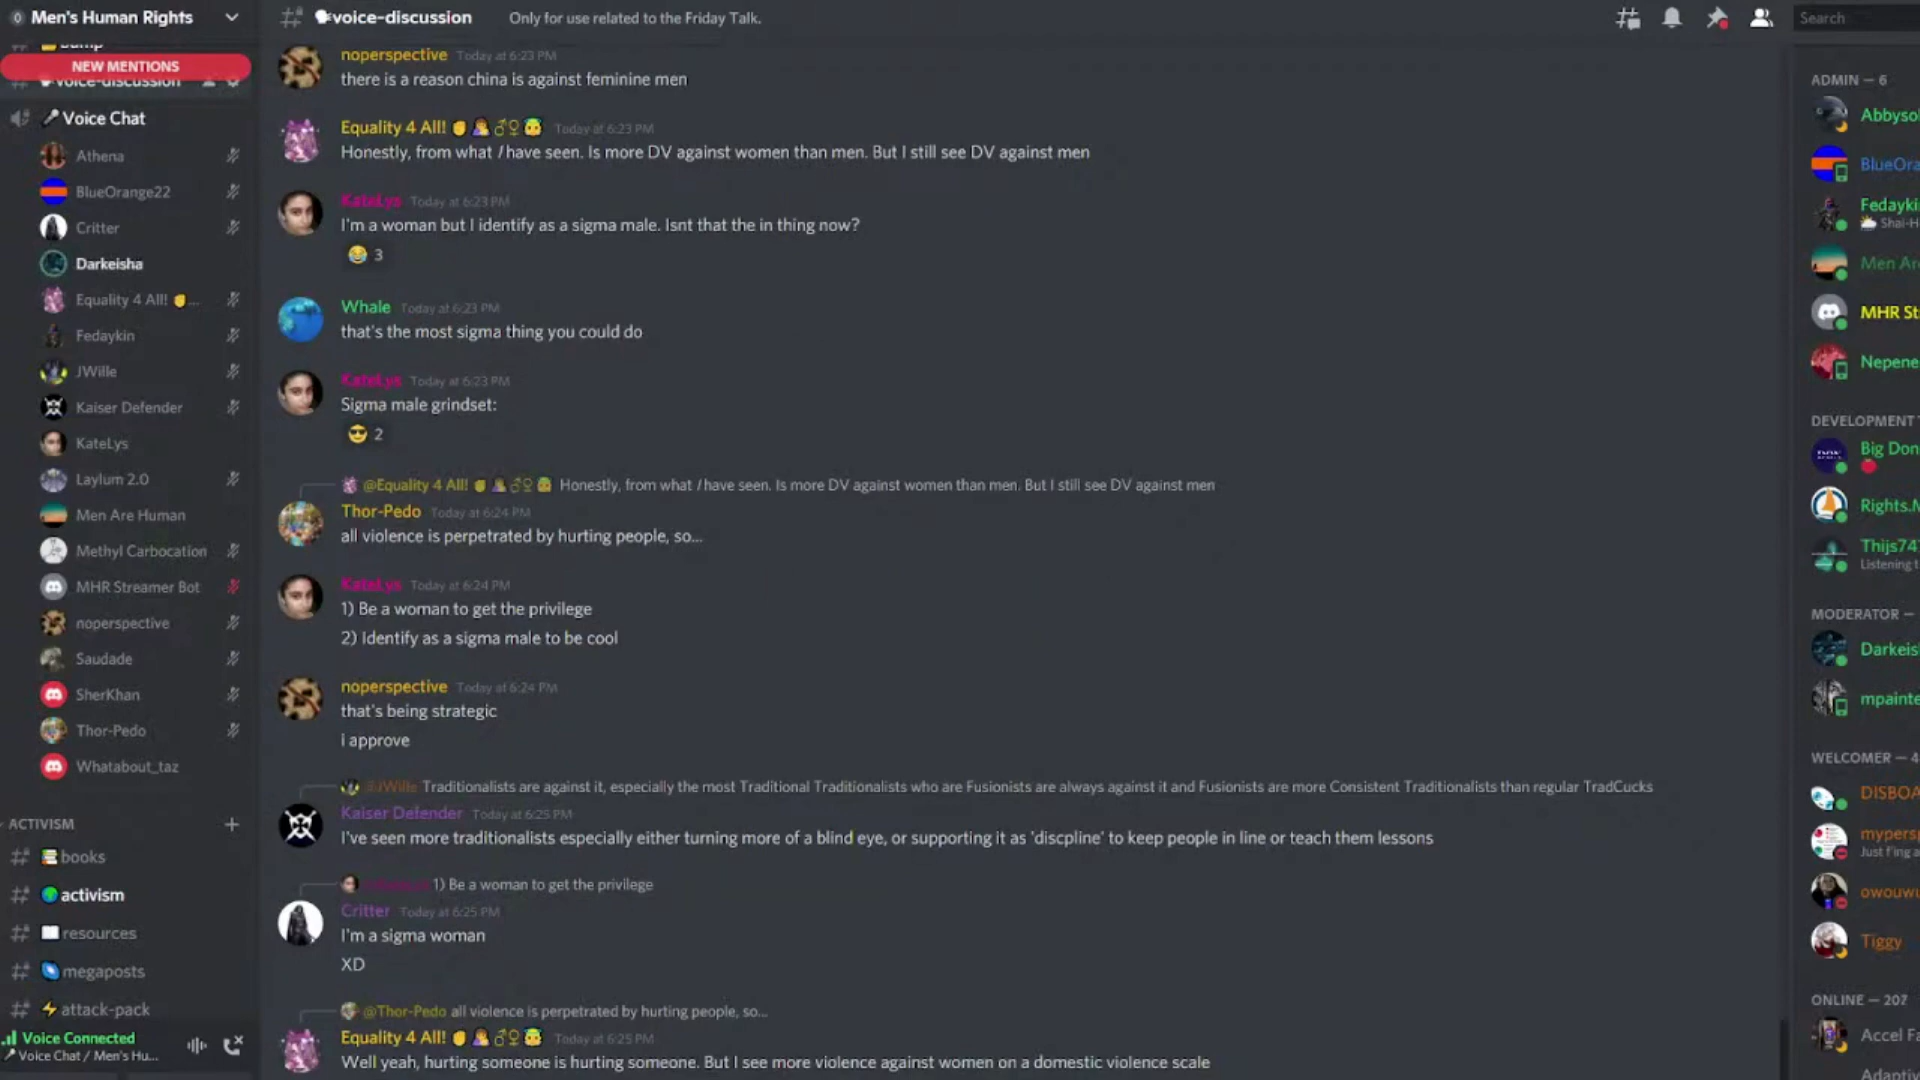 Men's Human Rights
NEW MENTIONS
voice-discussion
Voice Chat
Athena
BlueOrange22
Critter
Darkeisha
Equality 4 All! ...
Fedaykin
JWille
Kaiser Defender
KateLys
Laylum 2.0
Men Are Human
Methyl Carbocation
MHR Streamer Bot
noperspective
Saudade
SherKhan
Thor-Pedo
Whatabout_taz
ACTIVISM
books
activism
resources
megaposts
attack-pack
Voice Connected
Voice Chat / Men's Hu...
voice-discussion Only for use related to the Friday Talk.
Search
noperspective Today at 6:23 PM
there is a reason china is against feminine men
Equality 4 All! Today at 6:23 PM
Honestly, from what I have seen. Is more DV against women than men. But I still see DV against men
KateLys Today at 6:23 PM
I'm a woman but I identify as a sigma male. Isnt that the in thing now?
3
Whale Today at 6:23 PM
that's the most sigma thing you could do
KateLys Today at 6:23 PM
Sigma male grindset:
2
@Equality 4 All! Honestly, from what I have seen. Is more DV against women than men. But I still see DV against men
Thor-Pedo Today at 6:24 PM
all violence is perpetrated by hurting people, so...
KateLys Today at 6:24 PM
1) Be a woman to get the privilege
2) Identify as a sigma male to be cool
noperspective Today at 6:24 PM
that's being strategic
i approve
@JWille Traditionalists are against it, especially the most Traditional Traditionalists who are Fusionists are always against it and Fusionists are more Consistent Traditionalists than regular TradCucks
Kaiser Defender Today at 6:25 PM
I've seen more traditionalists especially either turning more of a blind eye, or supporting it as 'discpline' to keep people in line or teach them lessons
1) Be a woman to get the privilege
Critter Today at 6:25 PM
I'm a sigma woman
XD
@Thor-Pedo all violence is perpetrated by hurting people, so...
Equality 4 All! Today at 6:25 PM
Well yeah, hurting someone is hurting someone. But I see more violence against women on a domestic violence scale
ADMIN — 6
Abbyso
BlueOra
Fedayki
Shai-H
Men Are
MHR St
Nepene
DEVELOPMENT
Big Don
Rights.M
Thijs74
Listening t
MODERATOR —
Darkeis
mpainte
WELCOMER — 4
DISBOA
mypers
Just f'ing a
owouwu
Tiggy
ONLINE — 207
Accel Fa
Adaptiv